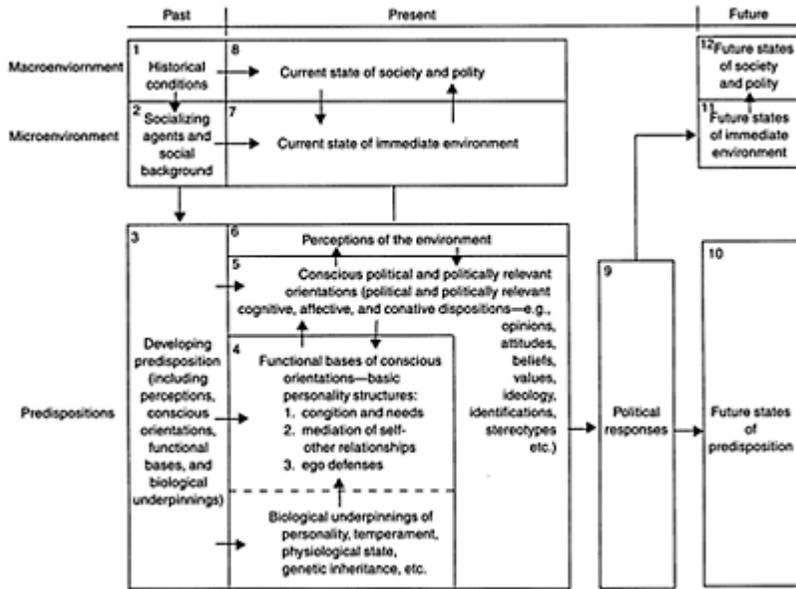 Past
Present
Future
Macroenviornment
1
Historical
conditions
8
Current state of society and polity
12
Future states
of society
and polity
Microenvironment
2
Socializing
agents and
social
background
7
Current state of immediate environment
11
Future states
of immediate
environment
Predispositions
3
Developing
predisposition
(including
perceptions,
conscious
orientations,
functional
bases, and
biological
underpinnings)
6
Perceptions of the environment
5
Conscious political and politically relevant
orientations (political and politically relevant
cognitive, affective, and conative dispositions—e.g.,
opinions,
attitudes,
beliefs,
values,
ideology,
identifications,
stereotypes
etc.)
4
Functional bases of conscious
orientations—basic
personality structures:
1. congition and needs
2. mediation of self-
other relationships
3. ego defenses
Biological underpinnings of
personality, temperament,
physiological state,
genetic inheritance, etc.
9
Political
responses
10
Future states
of
predisposition